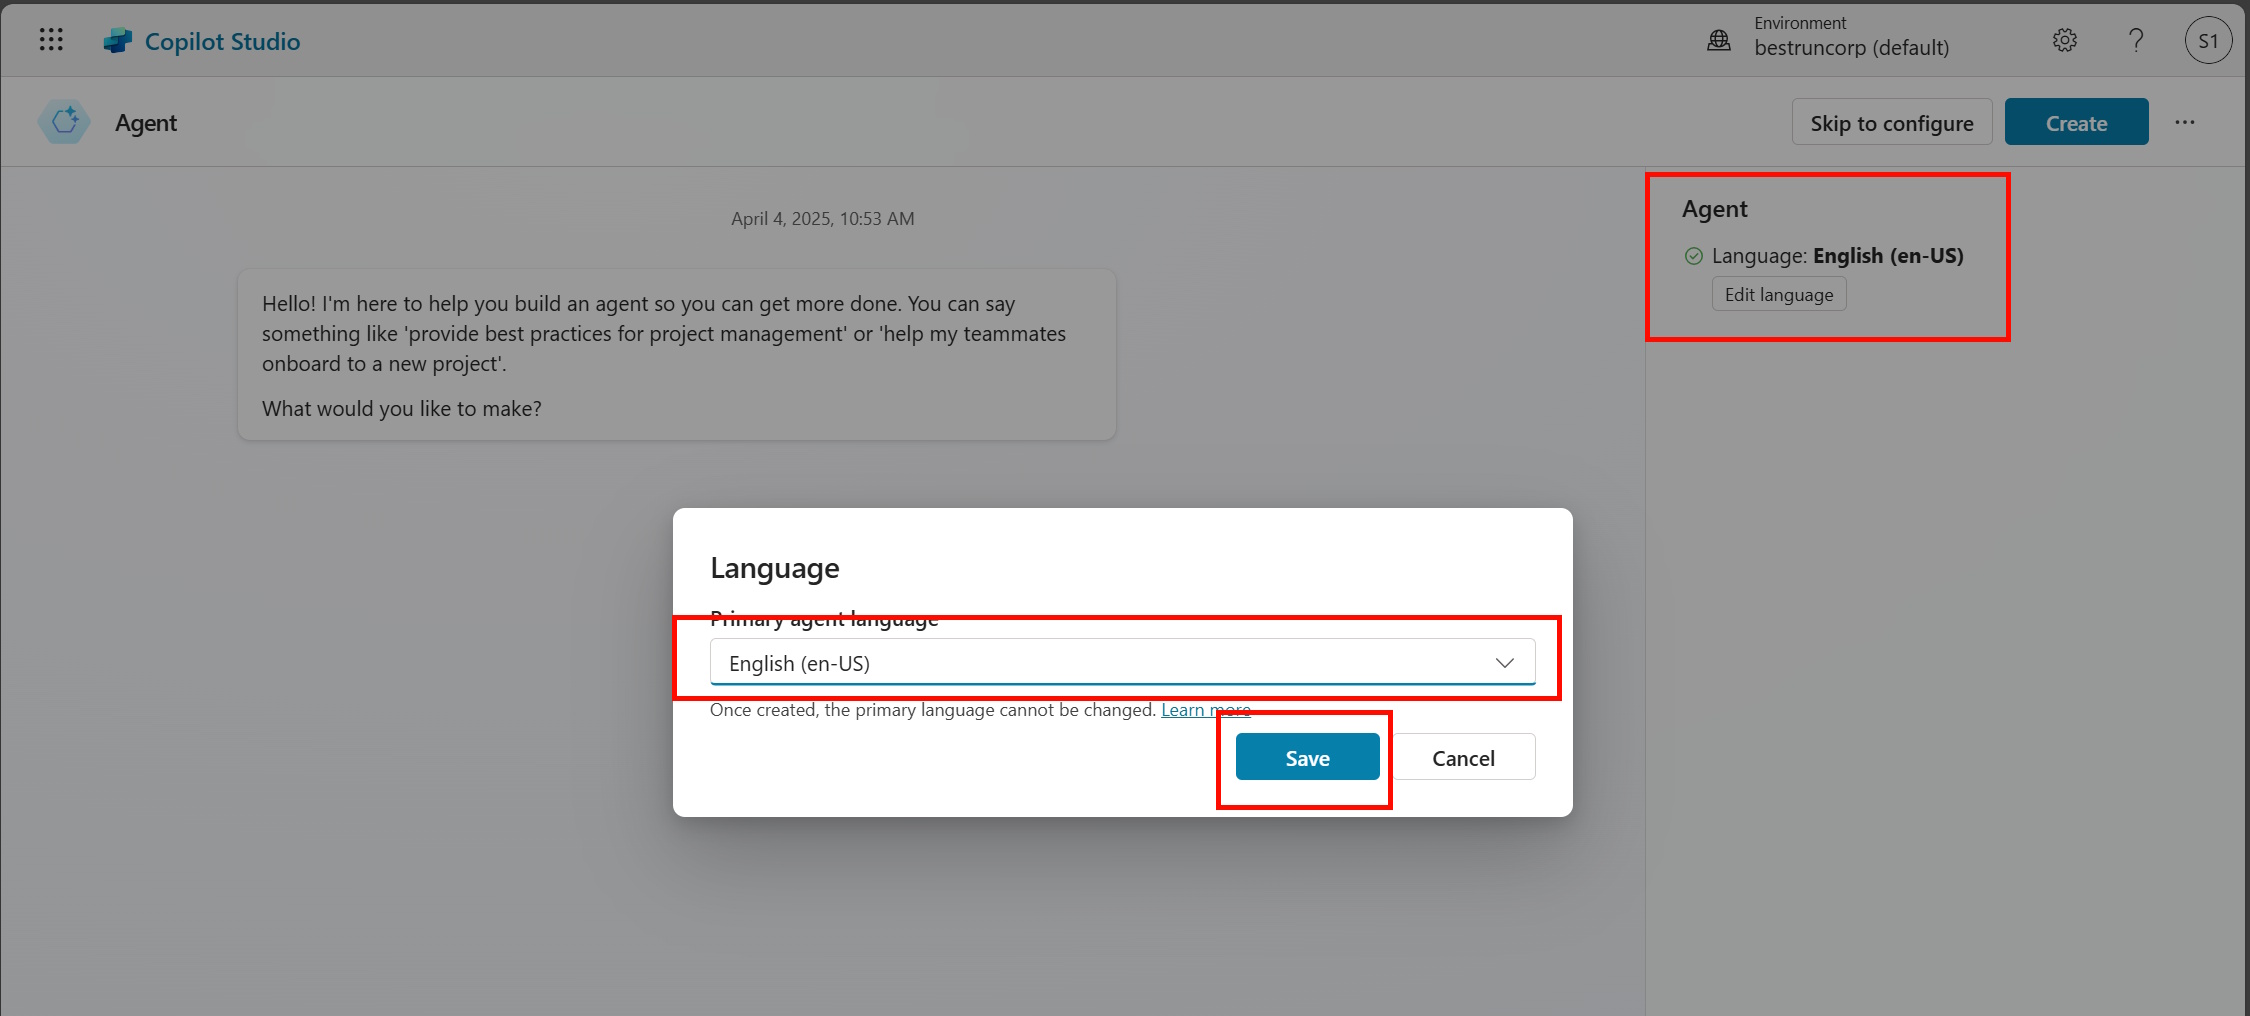 Copilot Studio
Environment
bestruncorp (default)
?
S1
Agent
Skip to configure
Create
...
April 4, 2025, 10:53 AM
Hello! I'm here to help you build an agent so you can get more done. You can say
something like 'provide best practices for project management' or 'help my teammates
onboard to a new project'.
What would you like to make?
Agent
Language: English (en-US)
Edit language
Language
Primary agent language
English (en-US)
Once created, the primary language cannot be changed. Learn more
Save
Cancel